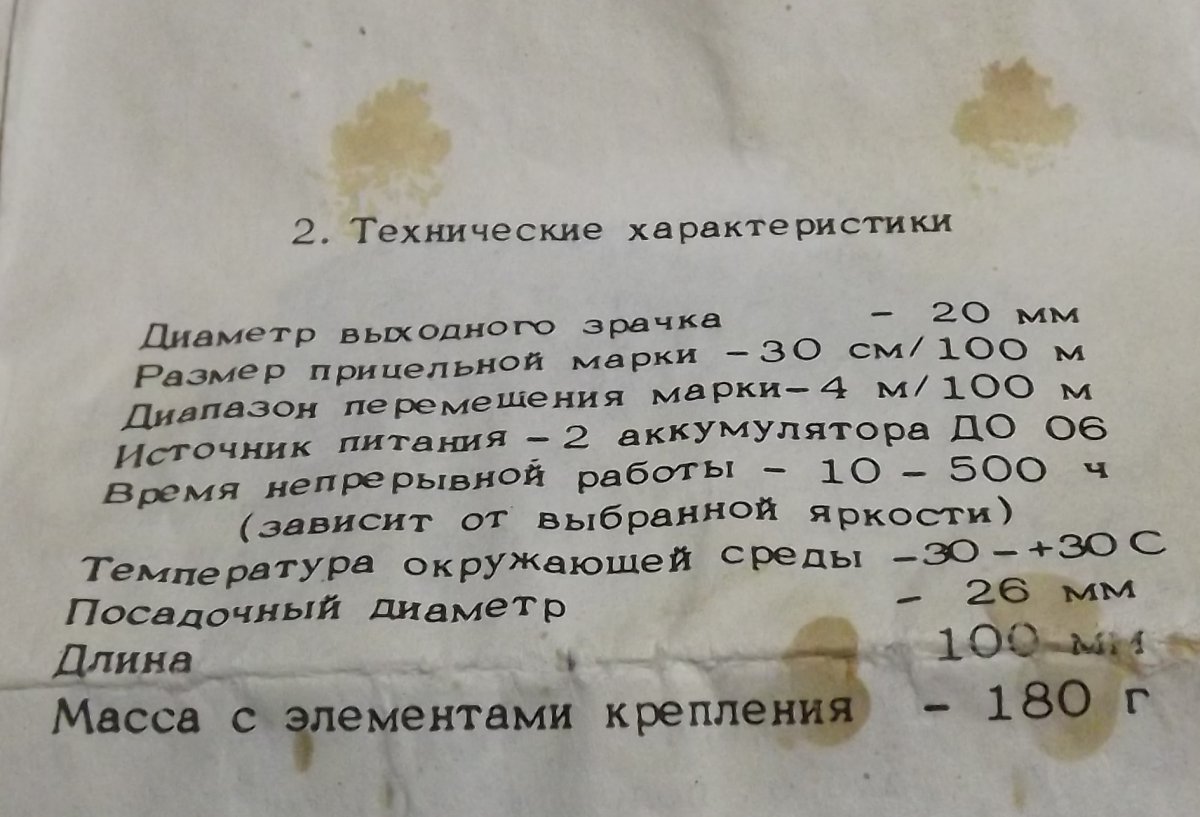 2. Технические характеристики
Диаметр выходного зрачка - 20 мм
Размер прицельной марки - 30 см/100 м
Диапазон перемещения марки - 4 м/100 м
Источник питания - 2 аккумулятора ДО 06
Время непрерывной работы - 10 - 500 ч
(зависит от выбранной яркости)
Температура окружающей среды -30 - +30 С
Посадочный диаметр - 26 мм
Длина 100 мм
Масса с элементами крепления - 180 г